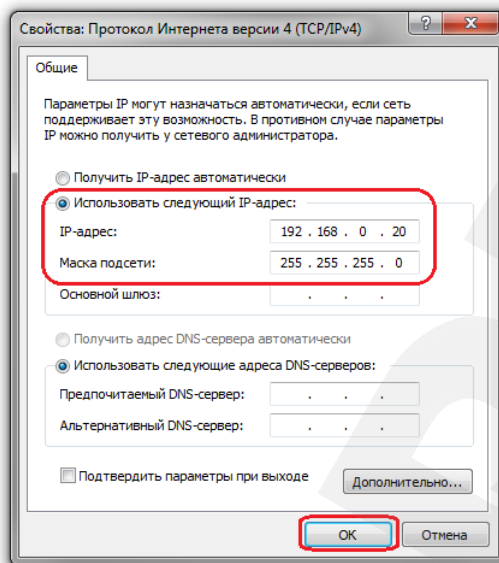 Свойства: Протокол Интернета версии 4 (TCP/IPv4)
Общие
Параметры IP могут назначаться автоматически, если сеть
поддерживает эту возможность. В противном случае параметры
IP можно получить у сетевого администратора.
Получить IP-адрес автоматически
Использовать следующий IP-адрес:
IP-адрес: 192 . 168 . 0 . 20
Маска подсети: 255 . 255 . 255 . 0
Основной шлюз: . . .
Получить адрес DNS-сервера автоматически
Использовать следующие адреса DNS-серверов:
Предпочитаемый DNS-сервер: . . .
Альтернативный DNS-сервер: . . .
Подтвердить параметры при выходе
Дополнительно...
ОК Отмена